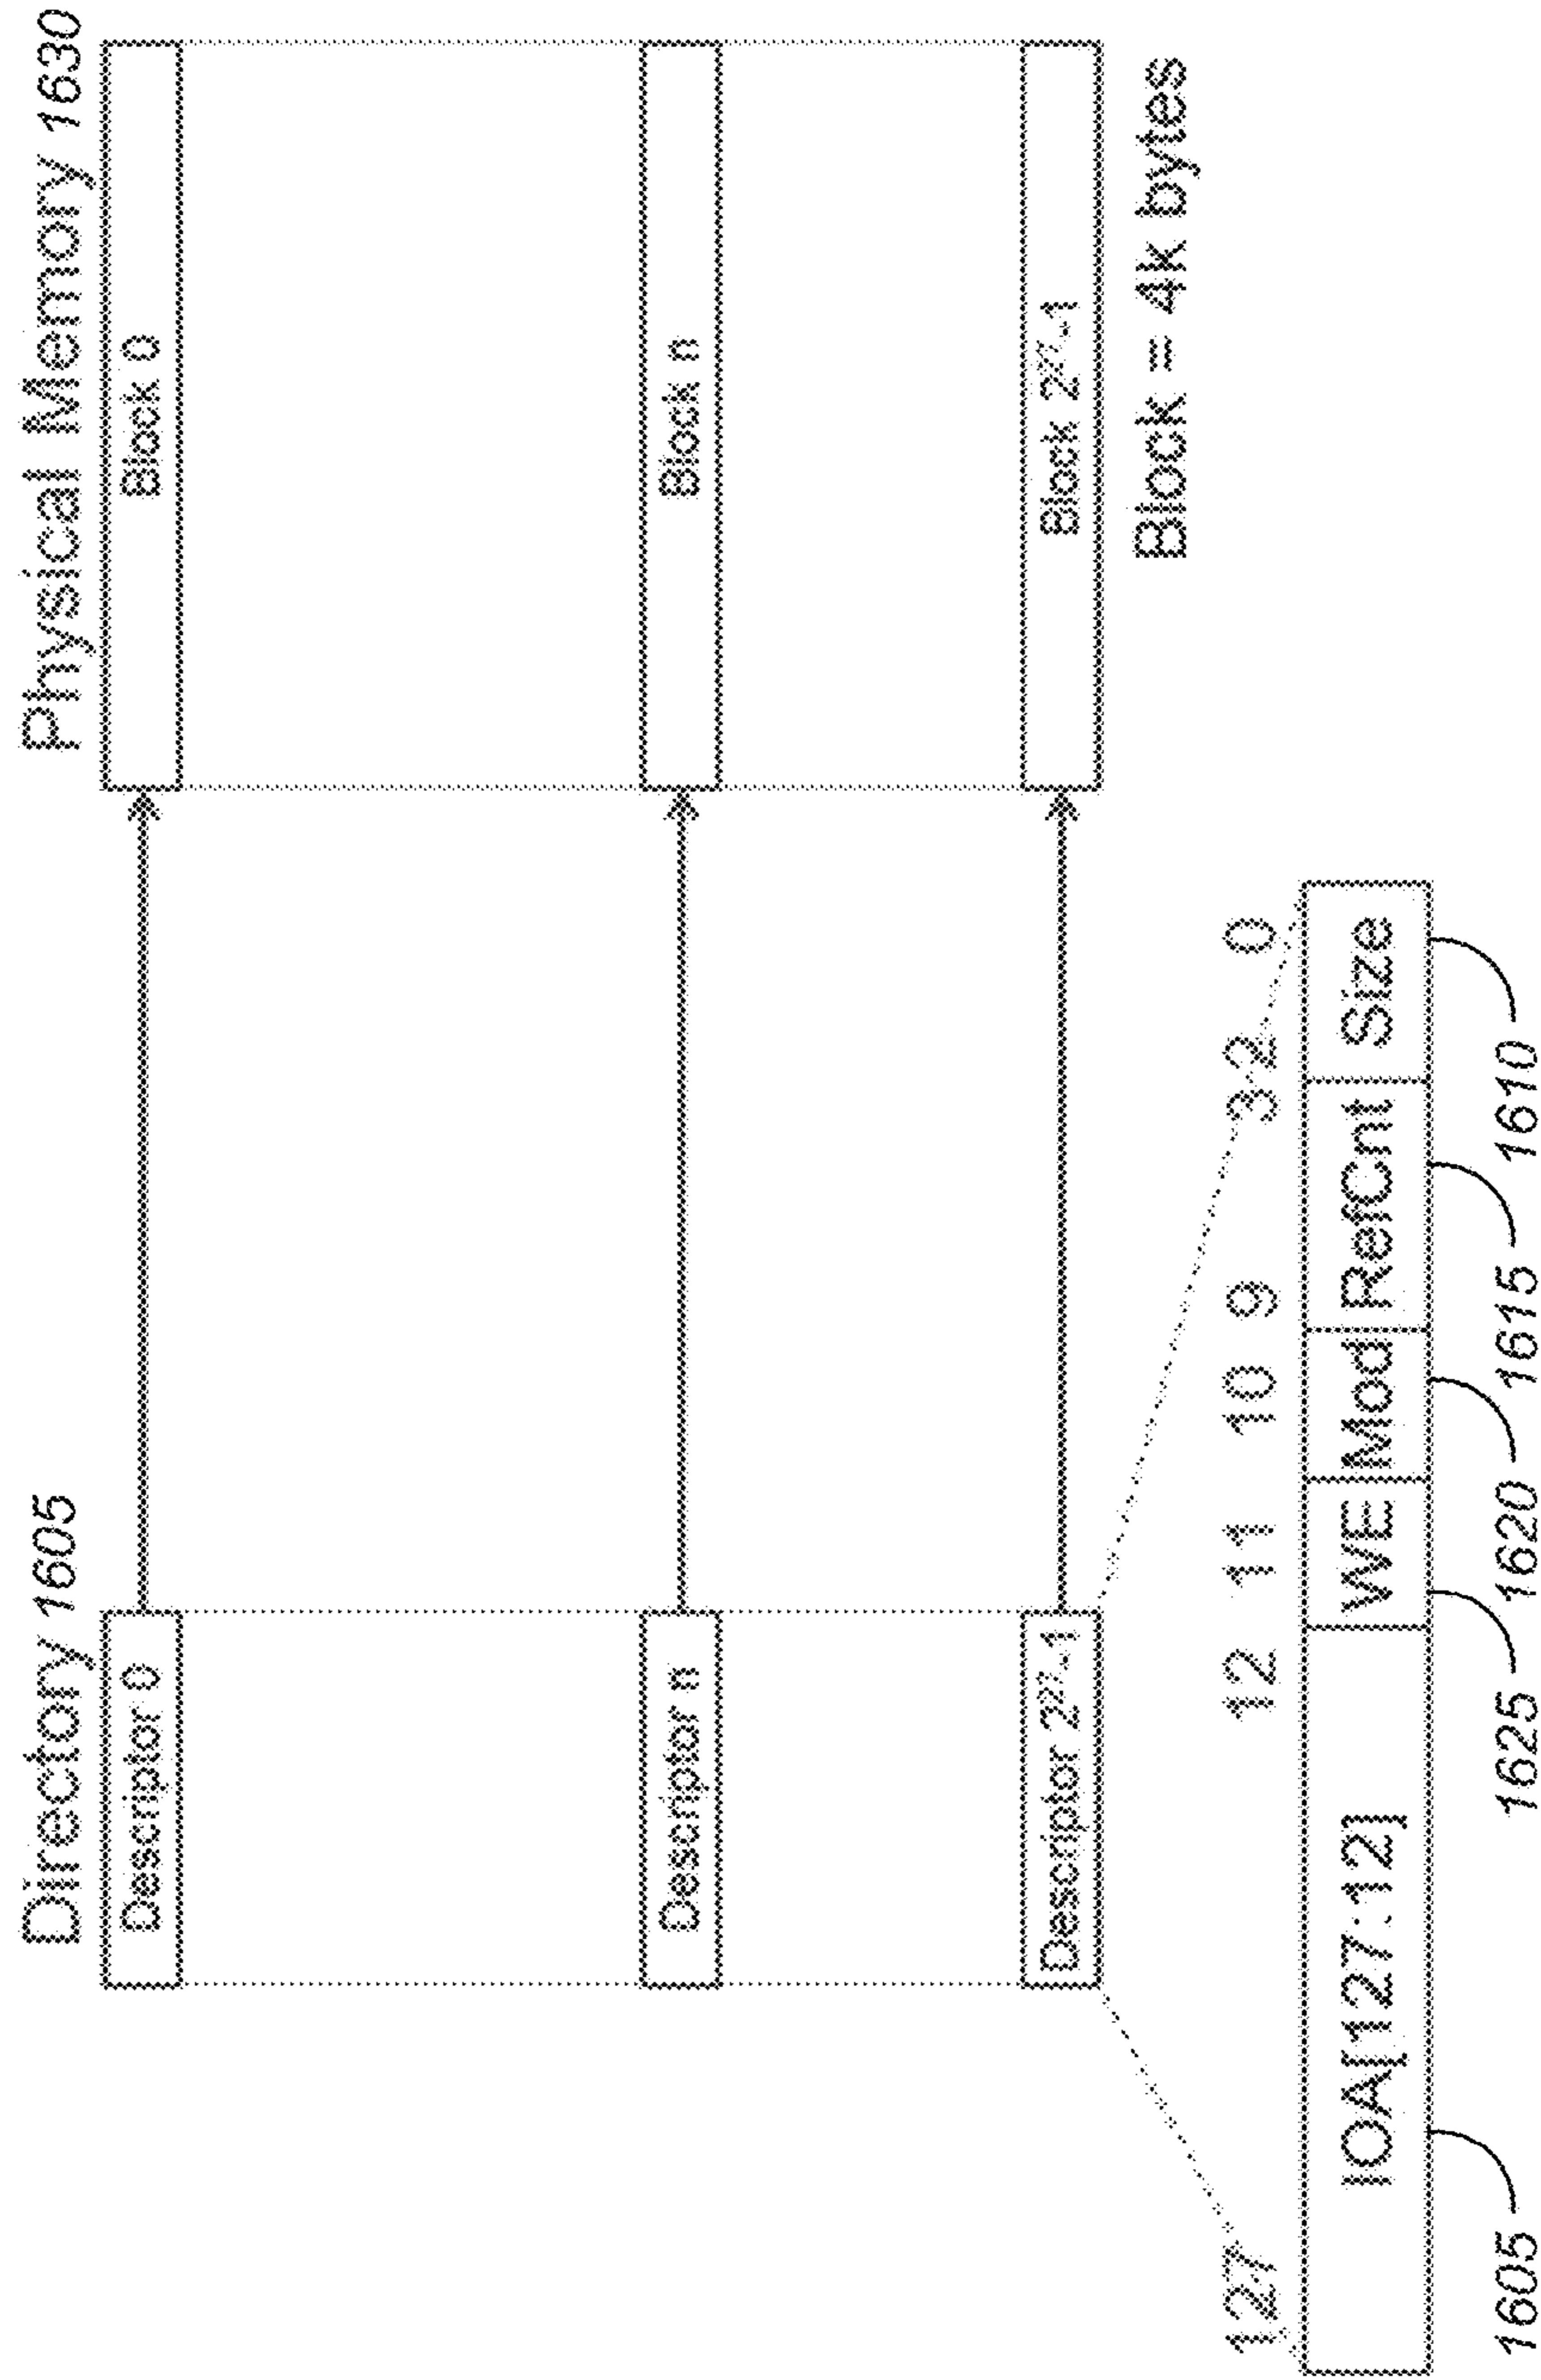 Directory 1605
Physical Memory 1630
Descriptor 0
Block 0
Descriptor n
Block n
Descriptor 2²⁷-1
Block 2²⁷-1
Block = 4k bytes
127 12 11 10 9 3 2 0
IOA[127:12] WE Mod RefCnt Size
1605 1625 1620 1615 1610